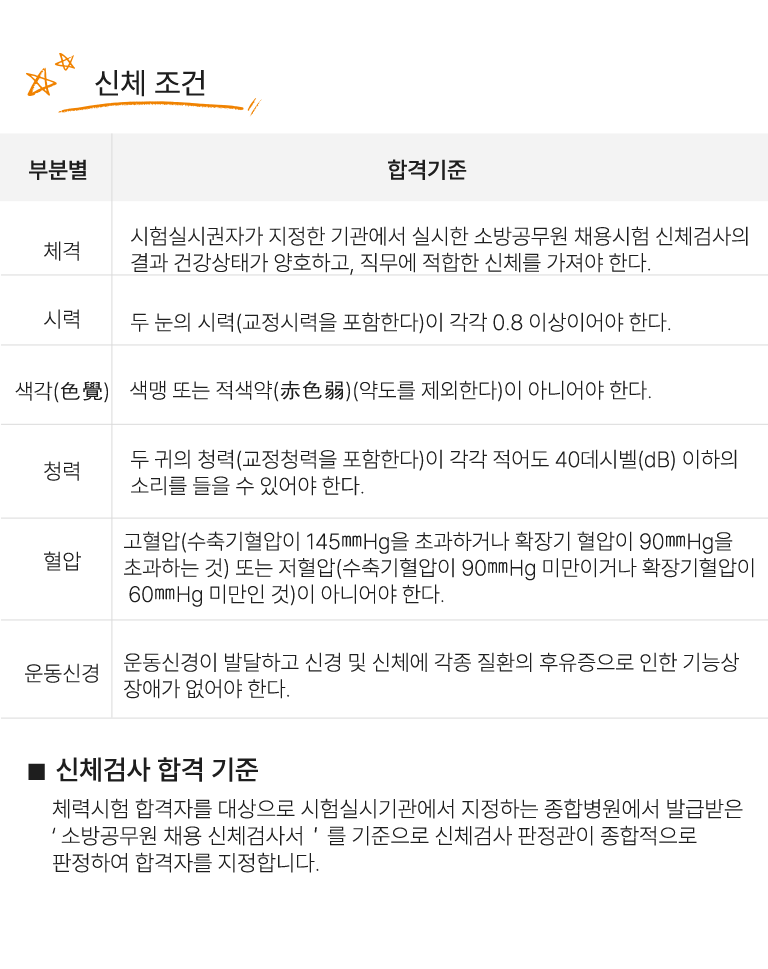 신체 조건
부분별 합격기준
체격
시험실시권자가 지정한 기관에서 실시한 소방공무원 채용시험 신체검사의
결과 건강상태가 양호하고, 직무에 적합한 신체를 가져야 한다.
시력
두 눈의 시력(교정시력을 포함한다)이 각각 0.8 이상이어야 한다.
색각(色覺)
색맹 또는 적색약(赤色弱)(약도를 제외한다)이 아니어야 한다.
청력
두 귀의 청력(교정청력을 포함한다)이 각각 적어도 40데시벨(dB) 이하의
소리를 들을 수 있어야 한다.
혈압
고혈압(수축기혈압이 145㎜Hg을 초과하거나 확장기 혈압이 90㎜Hg을
초과하는 것) 또는 저혈압(수축기혈압이 90㎜Hg 미만이거나 확장기혈압이
60㎜Hg 미만인 것)이 아니어야 한다.
운동신경
운동신경이 발달하고 신경 및 신체에 각종 질환의 후유증으로 인한 기능상
장애가 없어야 한다.
■ 신체검사 합격 기준
체력시험 합격자를 대상으로 시험실시기관에서 지정하는 종합병원에서 발급받은
‘ 소방공무원 채용 신체검사서 ’ 를 기준으로 신체검사 판정관이 종합적으로
판정하여 합격자를 지정합니다.